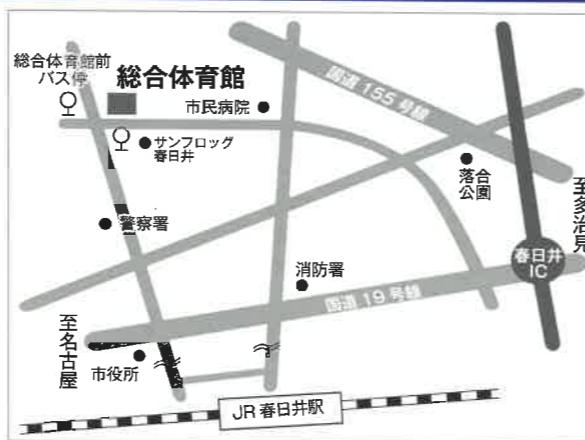 総合体育館前
バス停
総合体育館
市民病院
国道155号線
サンフロッグ
春日井
落合
公園
至多治見
警察署
春日井
IC
消防署
国道19号線
至名古屋
市役所
JR春日井駅